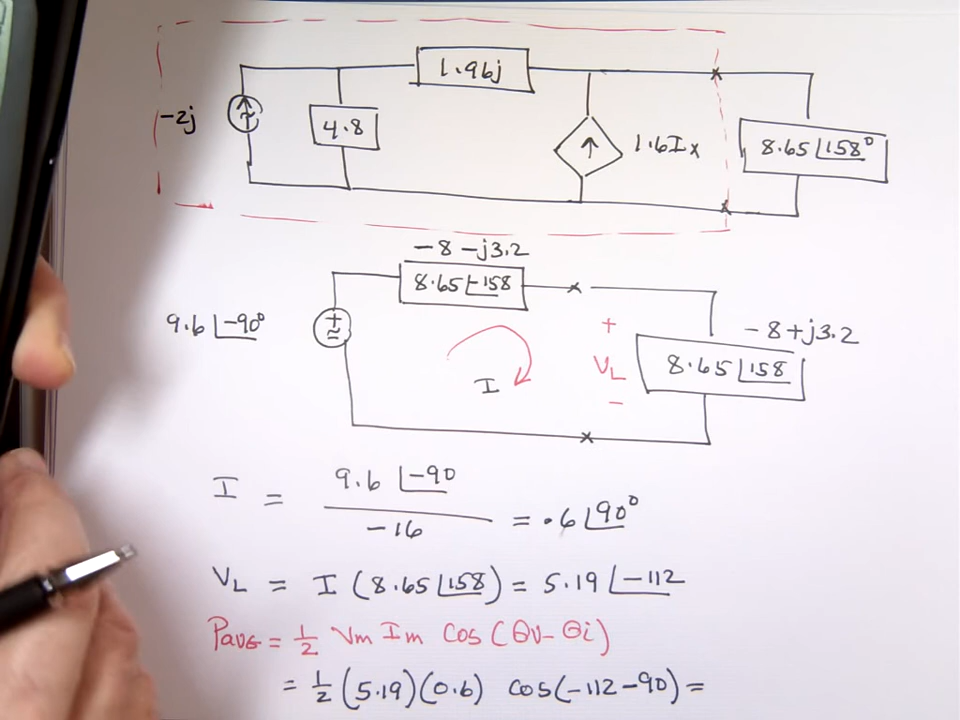 1.96j
-2j
4.8
1.6Ix
8.65∠158°
-8-j3.2
8.65∠-158
9.6∠-90°
-8+j3.2
+
VL
-
I
8.65∠158
I = 9.6∠-90 / -16 = .6∠90°
VL = I (8.65∠158) = 5.19∠-112
PAVG = 1/2 Vm Im Cos(θv-θi)
= 1/2 (5.19)(0.6) cos(-112-90) =